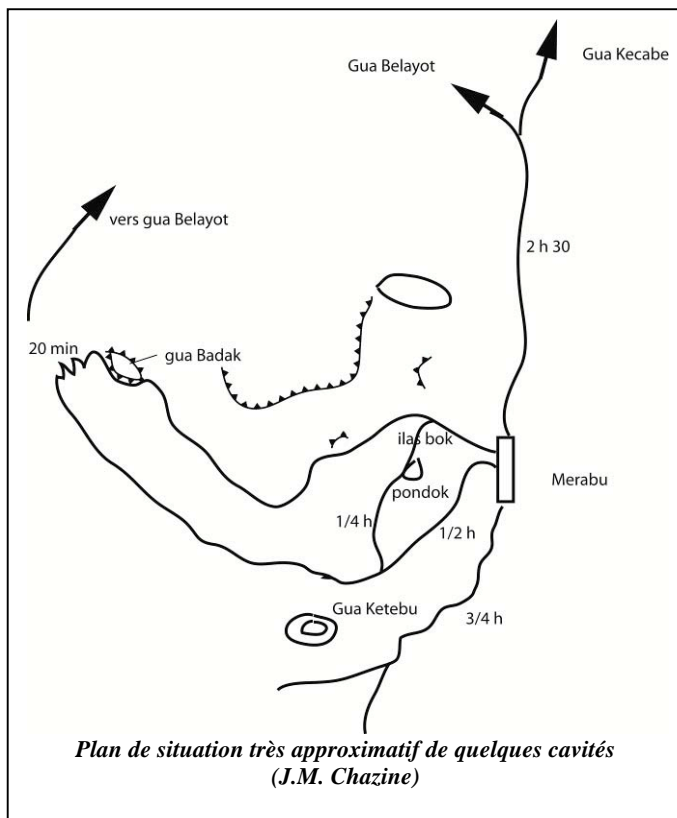 Gua Kecabe
Gua Belayot
vers gua Belayot
2 h 30
20 min
gua Badak
ilas bok
Merabu
pondok
1/4 h
1/2 h
Gua Ketebu
3/4 h
Plan de situation très approximatif de quelques cavités
(J.M. Chazine)